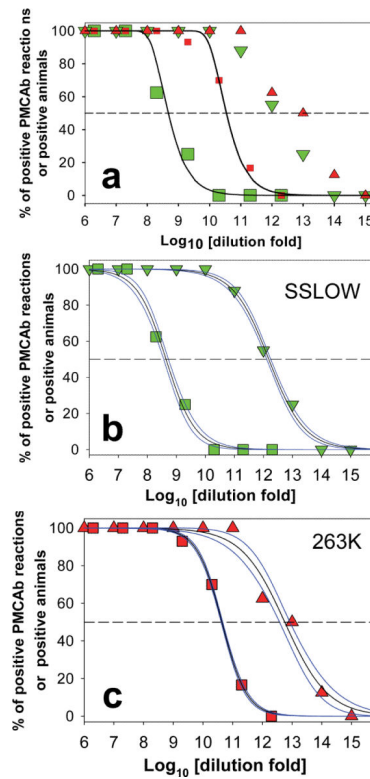 % of positive PMCAb reactio ns
or positive animals
100
80
60
40
20
0
a
6 7 8 9 10 11 12 13 14 15
Log10 [dilution fold]
% of positive PMCAb reactions
or positive animals
100
80
60
40
20
0
SSLOW
b
6 7 8 9 10 11 12 13 14 15
Log10 [dilution fold]
% of positive PMCAb reactions
or positive animals
100
80
60
40
20
0
263K
c
6 7 8 9 10 11 12 13 14 15
Log10 [dilution fold]